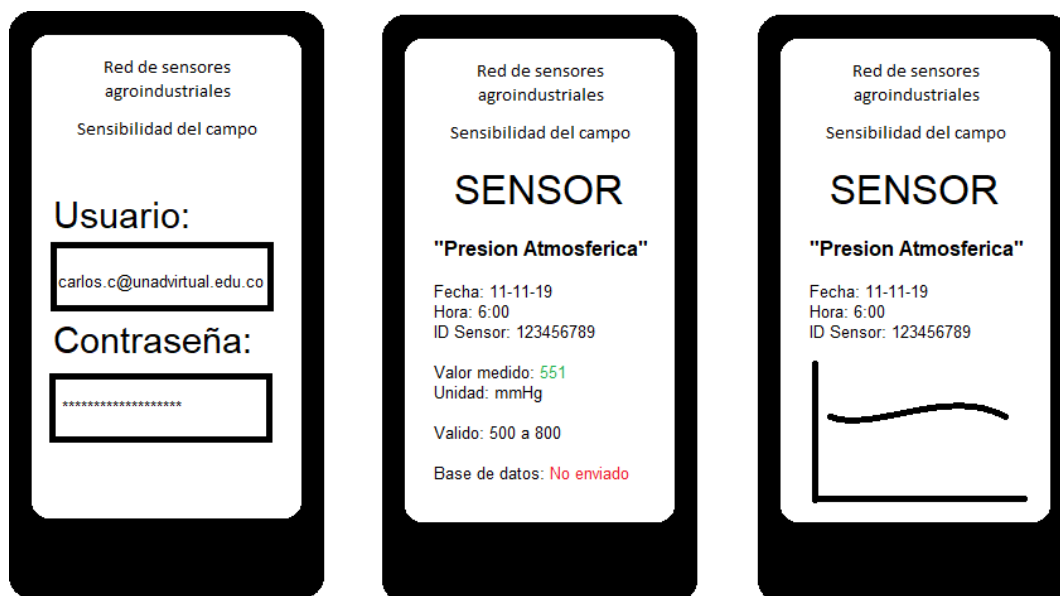 Red de sensores
agroindustriales
Sensibilidad del campo
Usuario:
carlos.c@unadvirtual.edu.co
Contraseña:
*******************
Red de sensores
agroindustriales
Sensibilidad del campo
SENSOR
"Presion Atmosferica"
Fecha: 11-11-19
Hora: 6:00
ID Sensor: 123456789
Valor medido: 551
Unidad: mmHg
Valido: 500 a 800
Base de datos: No enviado
Red de sensores
agroindustriales
Sensibilidad del campo
SENSOR
"Presion Atmosferica"
Fecha: 11-11-19
Hora: 6:00
ID Sensor: 123456789